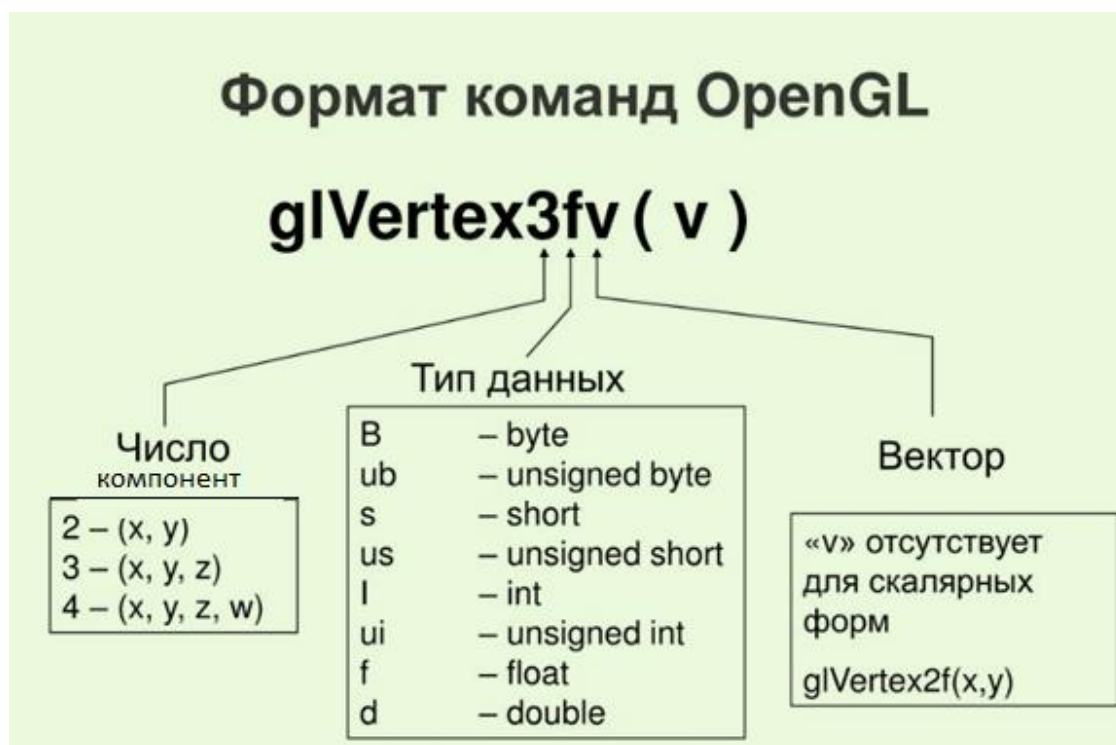 Формат команд OpenGL
glVertex3fv ( v )
Число
компонент
2 – (x, y)
3 – (x, y, z)
4 – (x, y, z, w)
Тип данных
B – byte
ub – unsigned byte
s – short
us – unsigned short
I – int
ui – unsigned int
f – float
d – double
Вектор
«v» отсутствует
для скалярных
форм
glVertex2f(x,y)